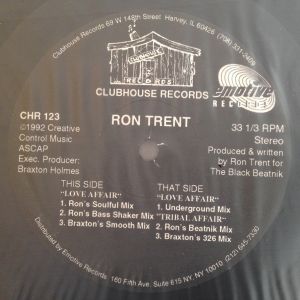 Clubhouse Records 69 W 148th Street Harvey, IL 60426 (708) 331-2409
CLUBHOUSE
RECORDS
CLUBHOUSE RECORDS
emotive
RECORDS
CHR 123
RON TRENT
33 1/3 RPM
©1992 Creative
Stereo
Control Music
Produced & written
ASCAP
by Ron Trent for
Exec. Producer:
The Black Beatnik
Braxton Holmes
THIS SIDE
"LOVE AFFAIR"
1. Ron's Soulful Mix
2. Ron's Bass Shaker Mix
3. Braxton's Smooth Mix
THAT SIDE
"LOVE AFFAIR"
1. Underground Mix
"TRIBAL AFFAIR"
2. Ron's Beatnik Mix
3. Braxton's 326 Mix
Distributed by Emotive Records 160 Fifth Ave. Suite 615 NY, NY 10010 (212) 645-7330